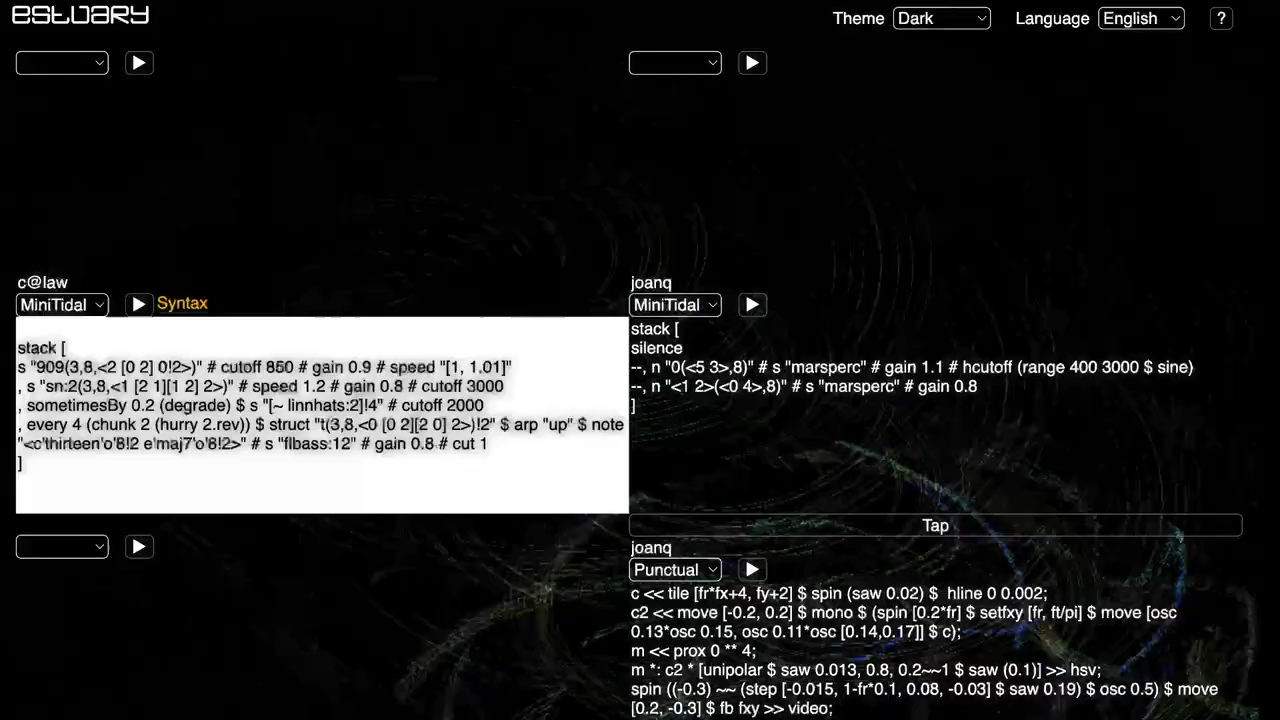 estuary
Theme Dark Language English ?
c@law
MiniTidal Syntax
stack [
s "909(3,8,<2 [0 2] 0!2>)" # cutoff 850 # gain 0.9 # speed "[1, 1.01]"
, s "sn:2(3,8,<1 [2 1][1 2] 2>)" # speed 1.2 # gain 0.8 # cutoff 3000
, sometimesBy 0.2 (degrade) $ s "[~ linnhats:2]!4" # cutoff 2000
, every 4 (chunk 2 (hurry 2.rev)) $ struct "t(3,8,<0 [0 2][2 0] 2>)!2" $ arp "up" $ note
"<c'thirteen'o'8!2 e'maj7'o'8!2>" # s "flbass:12" # gain 0.8 # cut 1
]
joanq
MiniTidal
stack [
silence
--, n "0(<5 3>,8)" # s "marsperc" # gain 1.1 # hcutoff (range 400 3000 $ sine)
--, n "<1 2>(<0 4>,8)" # s "marsperc" # gain 0.8
]
Tap
joanq
Punctual
c << tile [fr*fx+4, fy+2] $ spin (saw 0.02) $ hline 0 0.002;
c2 << move [-0.2, 0.2] $ mono $ (spin [0.2*fr] $ setfxy [fr, ft/pi] $ move [osc
0.13*osc 0.15, osc 0.11*osc [0.14,0.17]] $ c);
m << prox 0 ** 4;
m *: c2 * [unipolar $ saw 0.013, 0.8, 0.2~~1 $ saw (0.1)] >> hsv;
spin ((-0.3) ~~ (step [-0.015, 1-fr*0.1, 0.08, -0.03] $ saw 0.19) $ osc 0.5) $ move
[0.2, -0.3] $ fb fxy >> video;